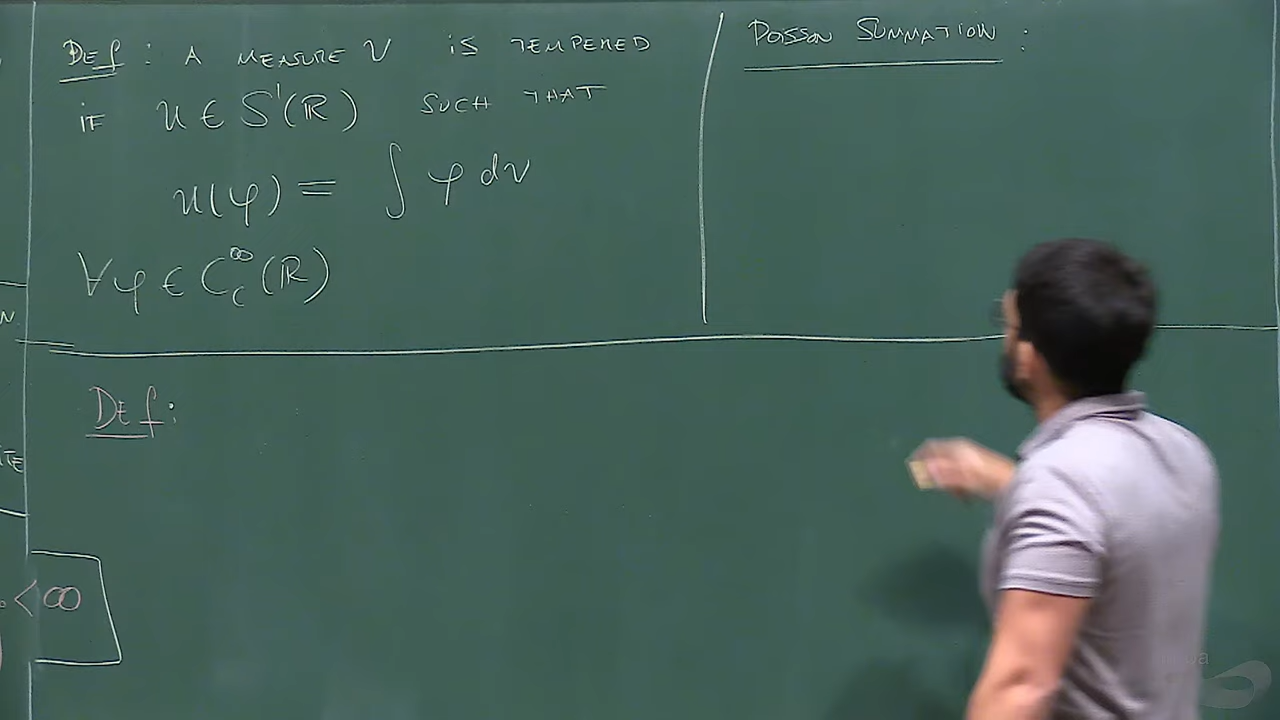 Def: A MEASURE ν IS TEMPERED
IF u ∈ S'(ℝ) SUCH THAT
u(φ) = ∫ φ dν
∀φ ∈ C_c^∞(ℝ)
POISSON SUMMATION:
Def:
< ∞